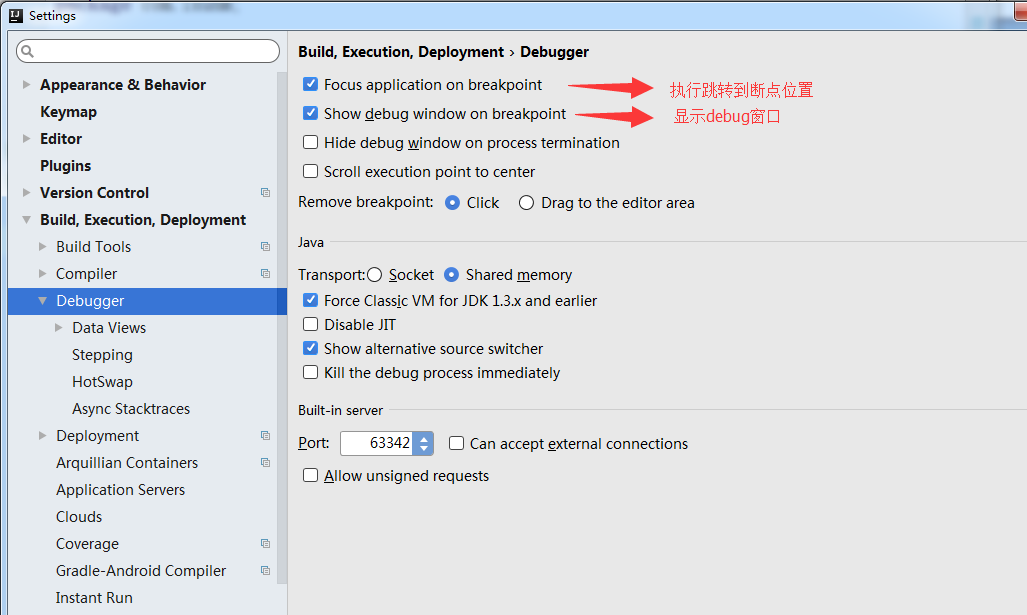 Settings
Appearance & Behavior
Keymap
Editor
Plugins
Version Control
Build, Execution, Deployment
Build Tools
Compiler
Debugger
Data Views
Stepping
HotSwap
Async Stacktraces
Deployment
Arquillian Containers
Application Servers
Clouds
Coverage
Gradle-Android Compiler
Instant Run
Build, Execution, Deployment › Debugger
Focus application on breakpoint 执行跳转到断点位置
Show debug window on breakpoint 显示debug窗口
Hide debug window on process termination
Scroll execution point to center
Remove breakpoint: Click Drag to the editor area
Java
Transport: Socket Shared memory
Force Classic VM for JDK 1.3.x and earlier
Disable JIT
Show alternative source switcher
Kill the debug process immediately
Built-in server
Port: 63342 Can accept external connections
Allow unsigned requests